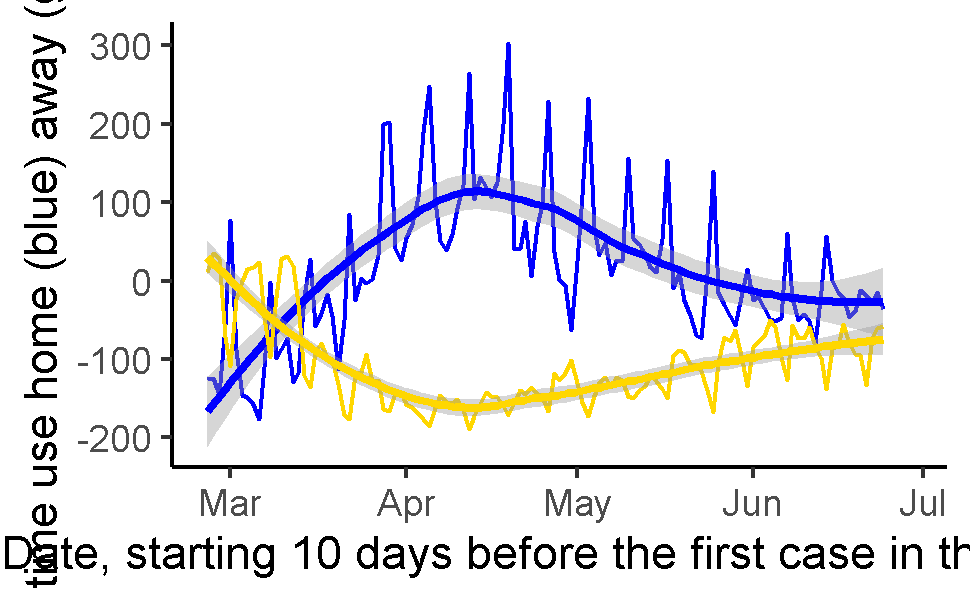 time use home (blue) away (
300
200
100
0
-100
-200
Mar Apr May Jun Jul
Date, starting 10 days before the first case in th